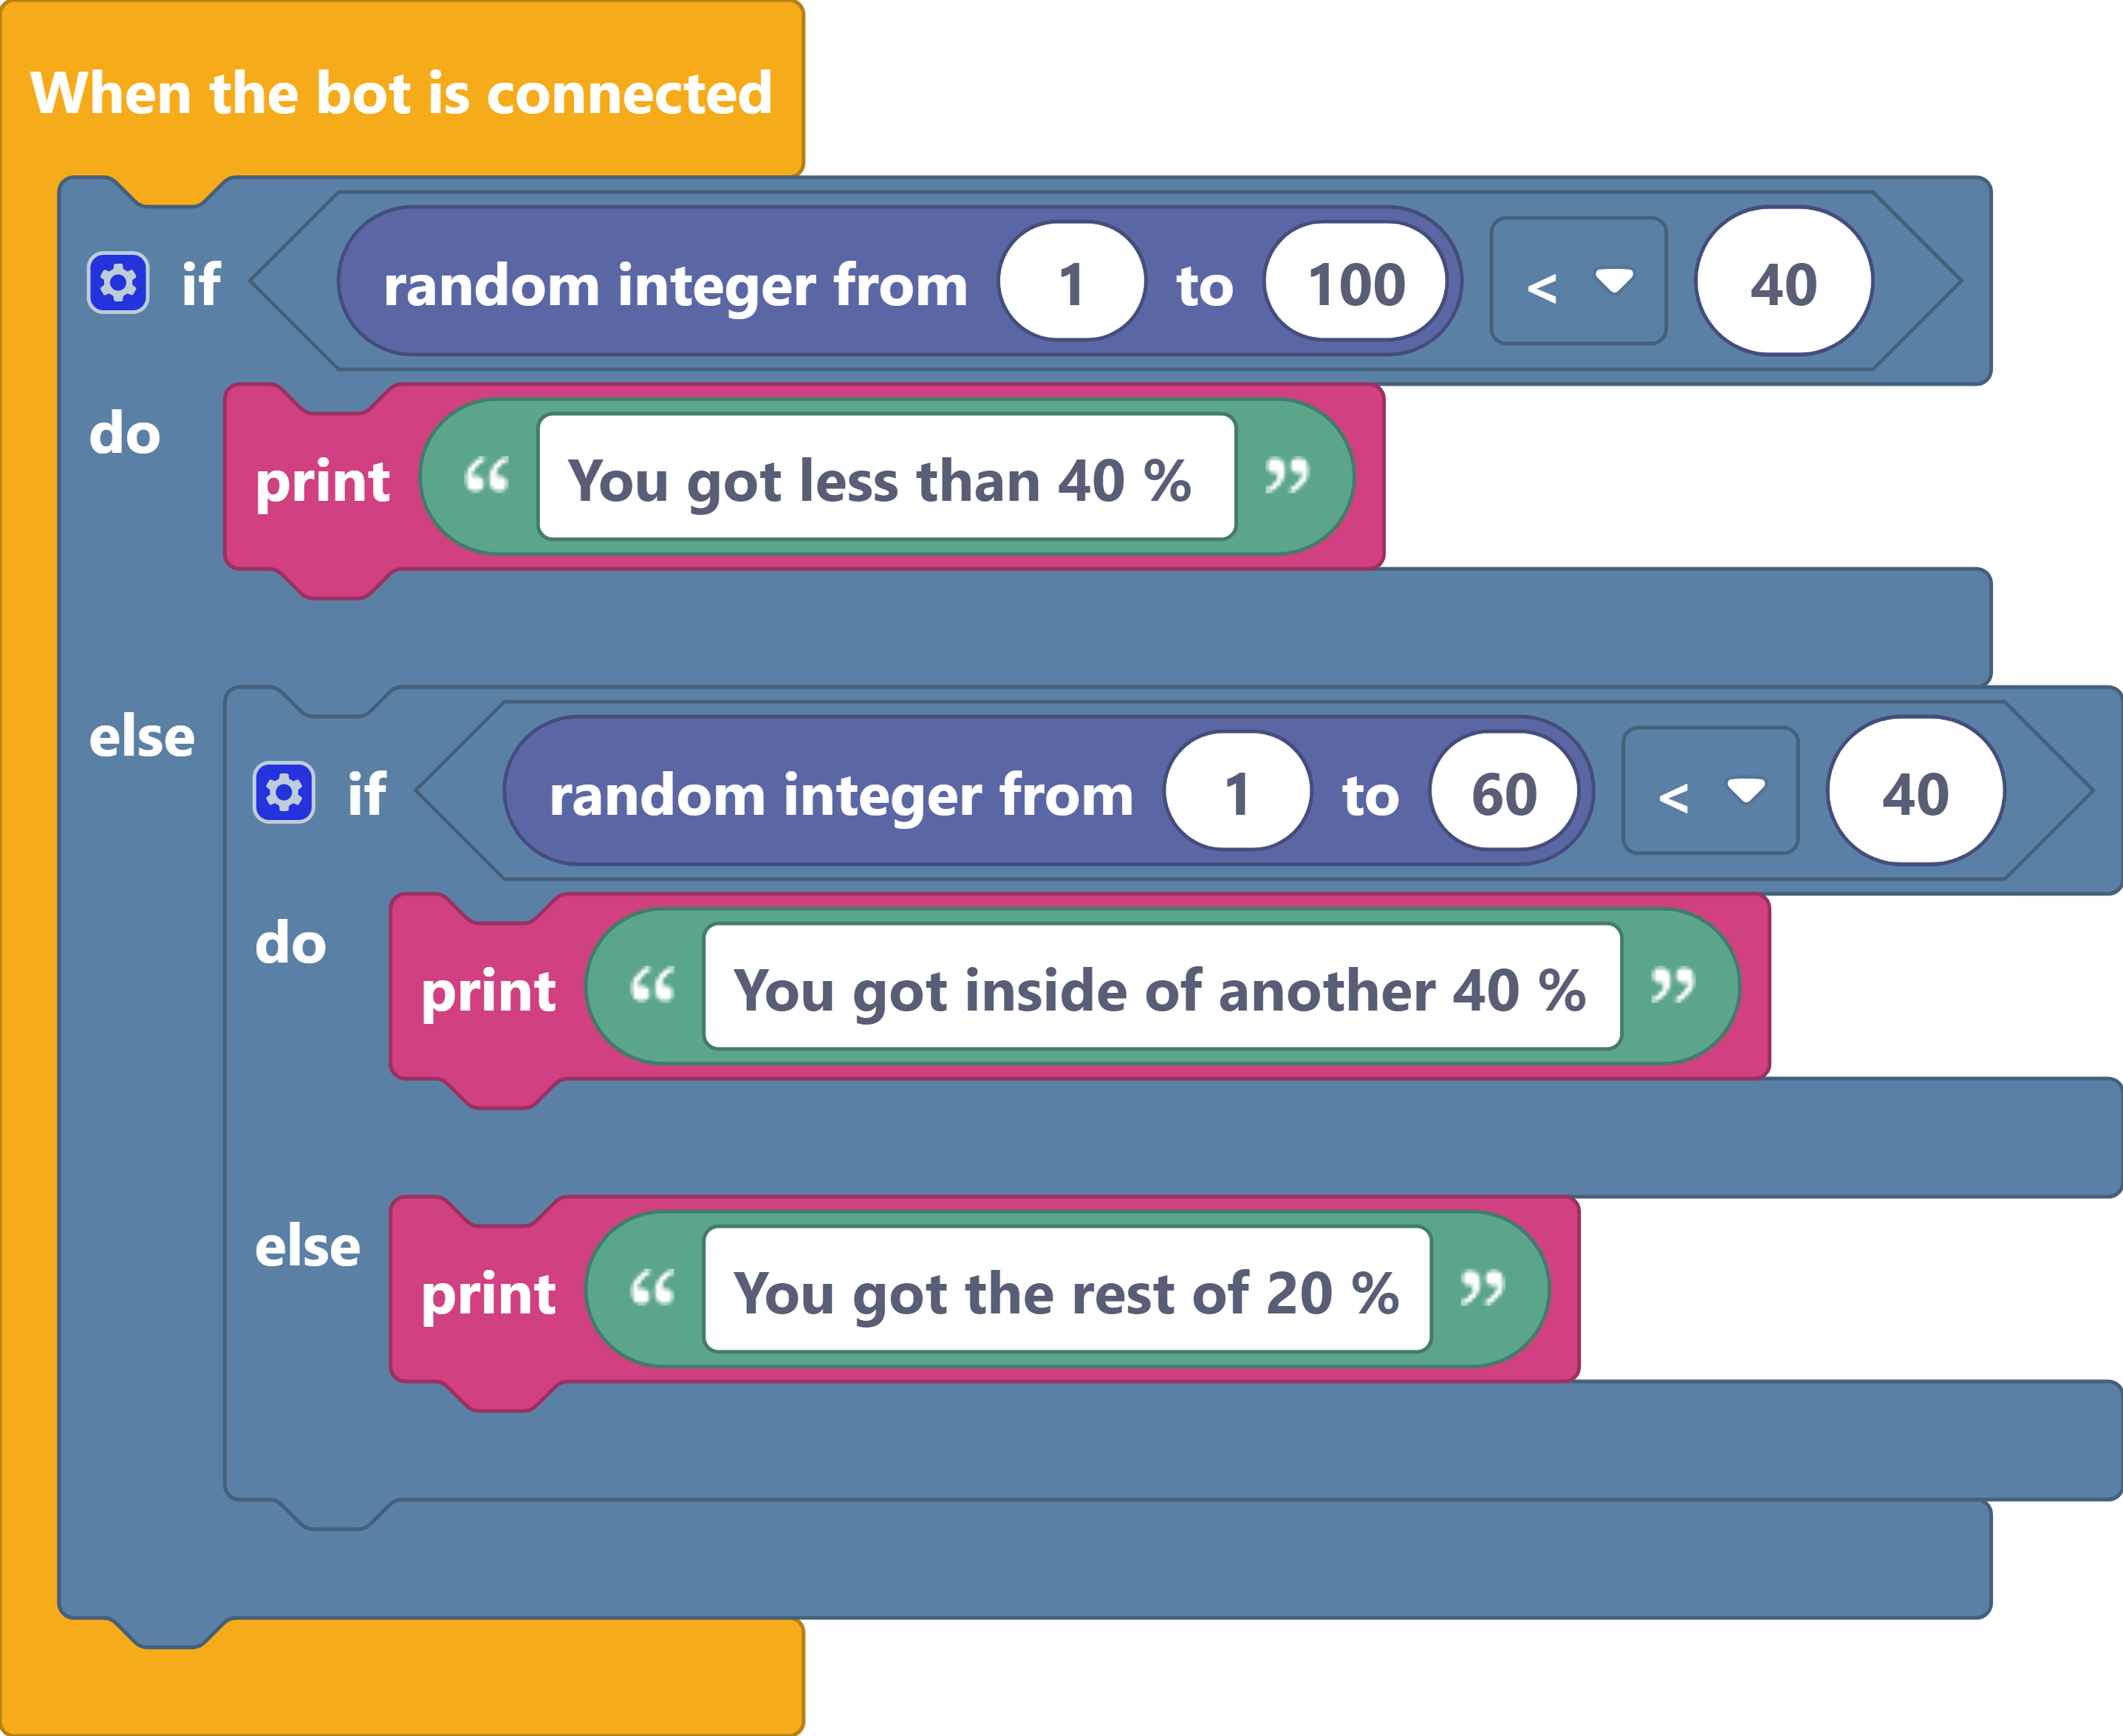 When the bot is connected
if random integer from 1 to 100 < 40
do
print “ You got less than 40 % ”
else
if random integer from 1 to 60 < 40
do
print “ You got inside of another 40 % ”
else
print “ You got the rest of 20 % ”